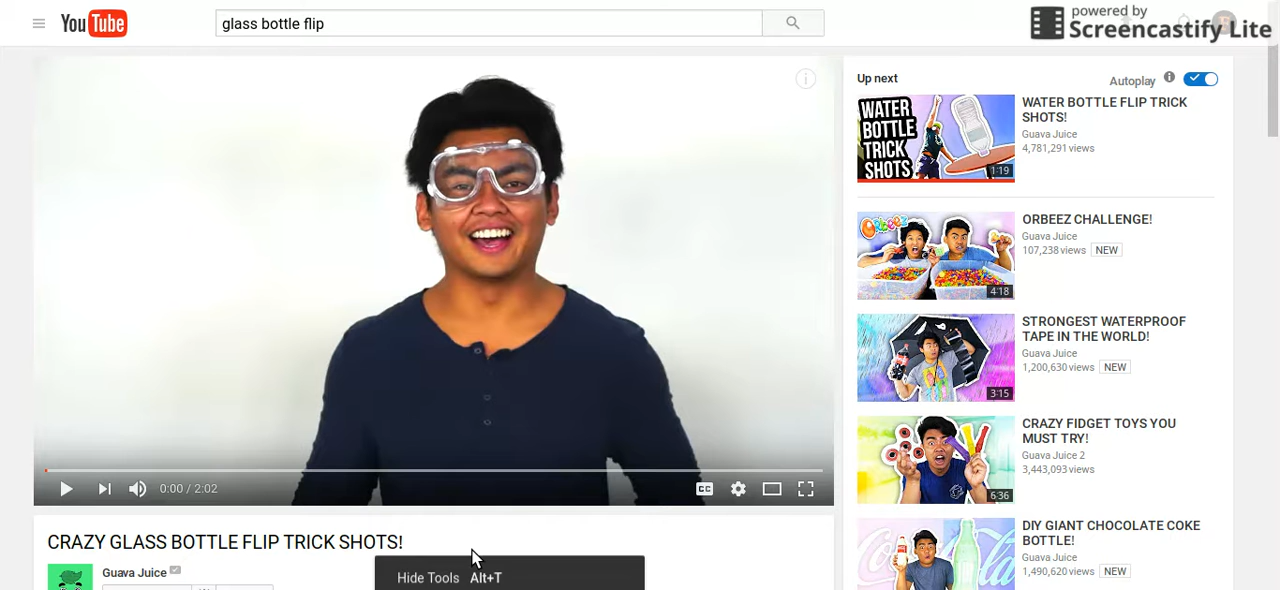 YouTube
glass bottle flip
powered by
Screencastify Lite
Up next
Autoplay
WATER
BOTTLE
TRICK
SHOTS
1:19
WATER BOTTLE FLIP TRICK
SHOTS!
Guava Juice
4,781,291 views
Orbeez
4:18
ORBEEZ CHALLENGE!
Guava Juice
107,238 views NEW
3:15
STRONGEST WATERPROOF
TAPE IN THE WORLD!
Guava Juice
1,200,630 views NEW
6:36
CRAZY FIDGET TOYS YOU
MUST TRY!
Guava Juice 2
3,443,093 views
DIY GIANT CHOCOLATE COKE
BOTTLE!
Guava Juice
1,490,620 views NEW
0:00 / 2:02
CC
CRAZY GLASS BOTTLE FLIP TRICK SHOTS!
Guava Juice
Hide Tools Alt+T